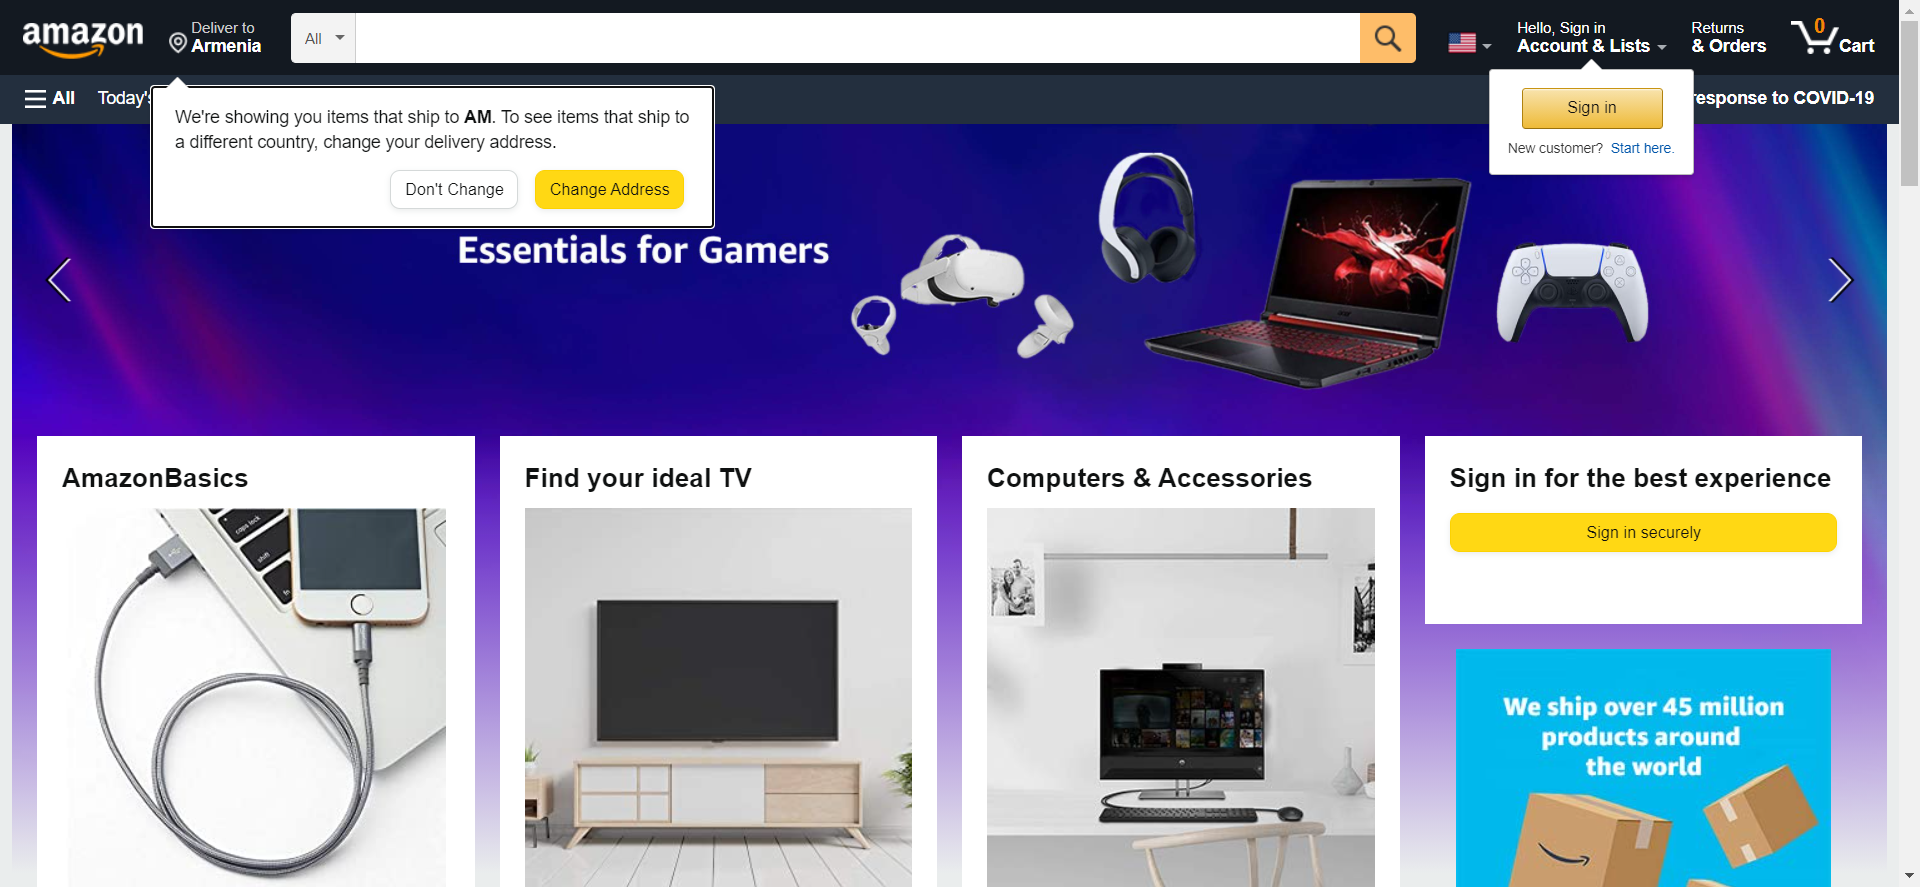 amazon
Deliver to
Armenia
All
Hello, Sign in
Account & Lists
Returns
& Orders
0
Cart
All
Today's
response to COVID-19
We're showing you items that ship to AM. To see items that ship to
a different country, change your delivery address.
Don't Change
Change Address
Sign in
New customer? Start here.
Essentials for Gamers
AmazonBasics
Find your ideal TV
Computers & Accessories
Sign in for the best experience
Sign in securely
caps lock
shift
We ship over 45 million
products around
the world